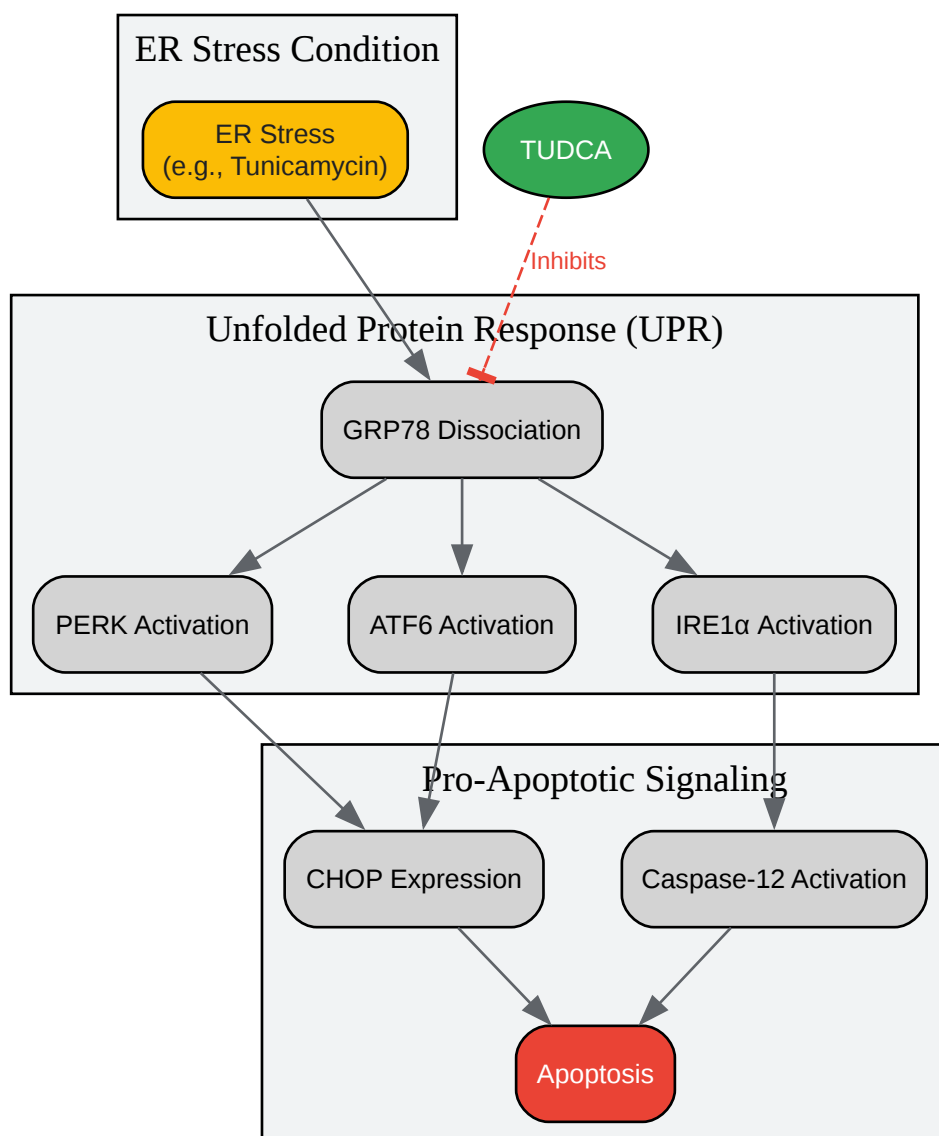 ER Stress Condition
ER Stress
(e.g., Tunicamycin)
TUDCA
Inhibits
Unfolded Protein Response (UPR)
GRP78 Dissociation
PERK Activation
ATF6 Activation
IRE1α Activation
Pro-Apoptotic Signaling
CHOP Expression
Caspase-12 Activation
Apoptosis